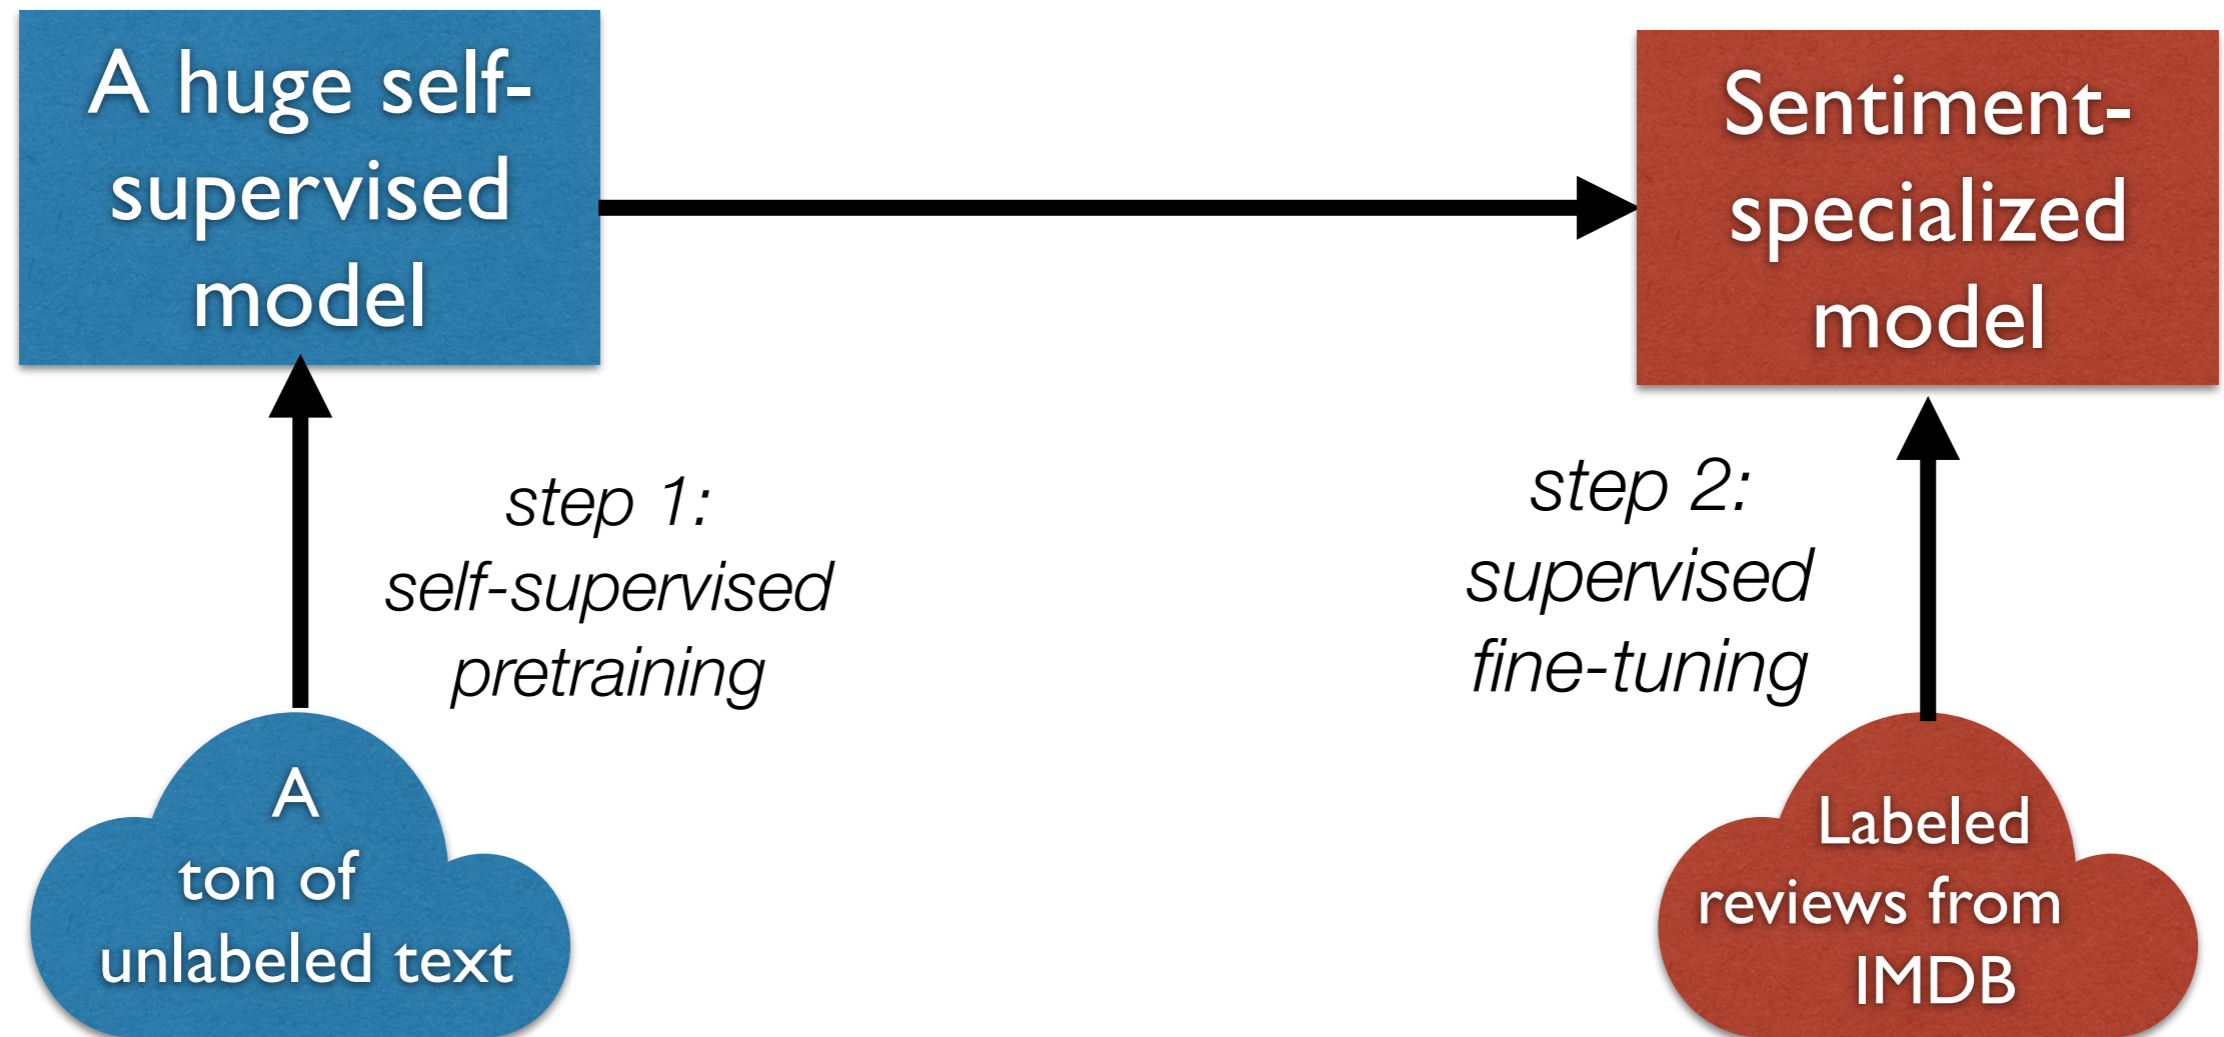 A huge self-
supervised
model
Sentiment-
specialized
model
step 1:
self-supervised
pretraining
step 2:
supervised
fine-tuning
A
ton of
unlabeled text
Labeled
reviews from
IMDB